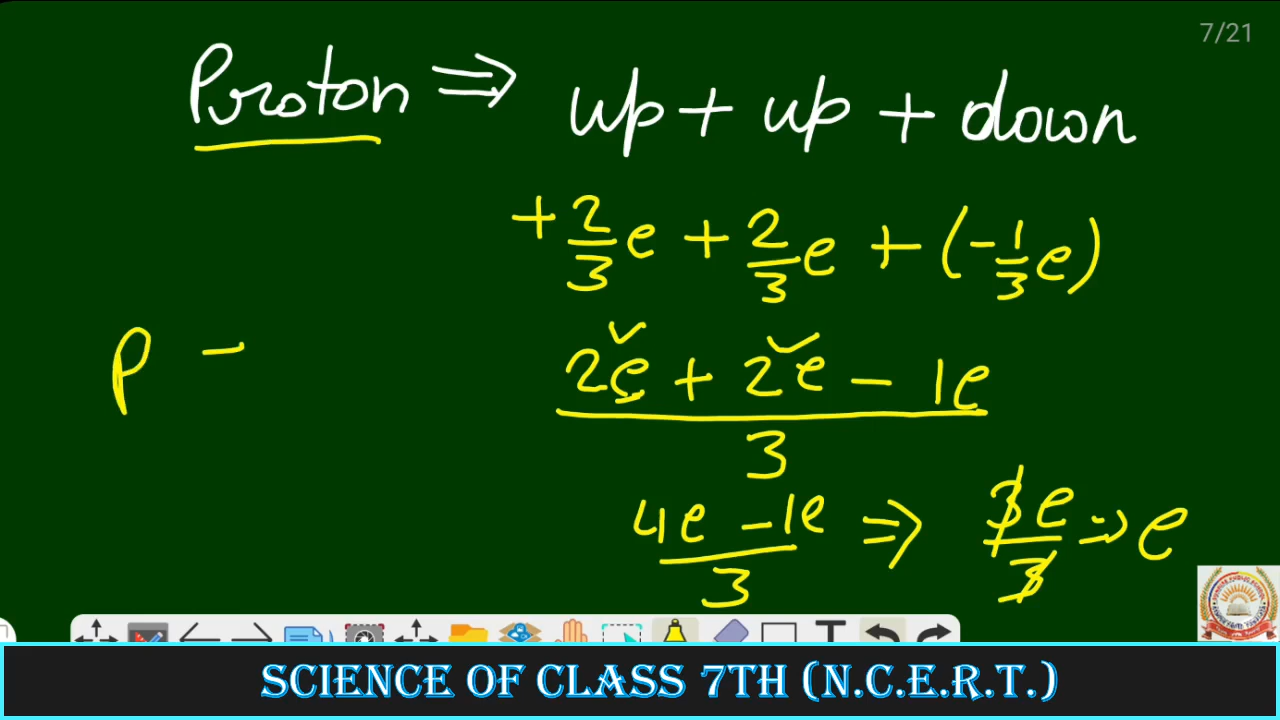 7/21
Proton ⇒ up + up + down
+2/3e + 2/3e + (-1/3e)
P -
2e + 2e - 1e
3
4e - 1e ⇒ 3e/3 ⇒ e
3
T
SCIENCE OF CLASS 7TH (N.C.E.R.T.)